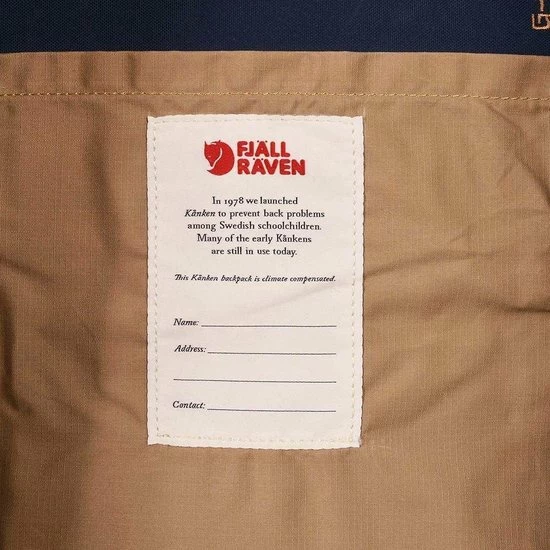 FJÄLL
RÄVEN
In 1978 we launched
Kånken to prevent back problems
among Swedish schoolchildren.
Many of the early Kånkens
are still in use today.
This Kånken backpack is climate compensated.
Name:
Address:
Contact: